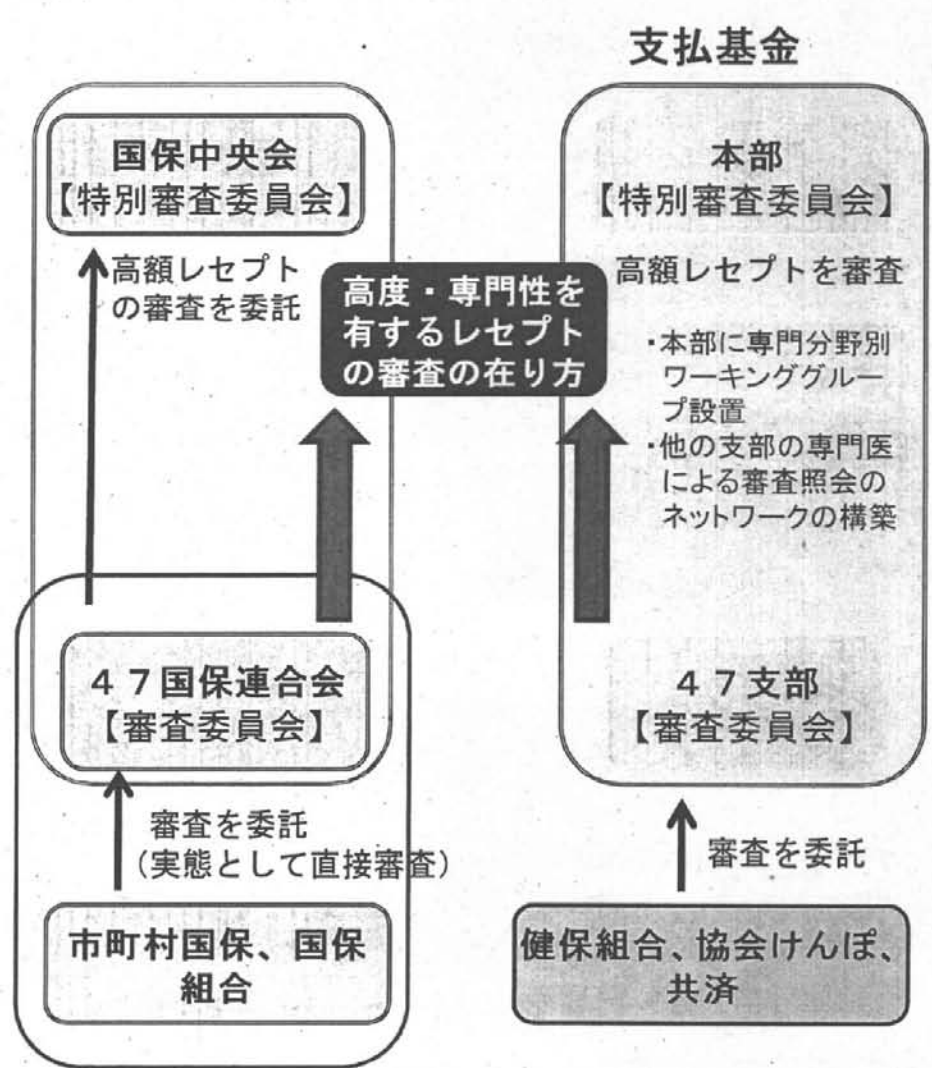 支払基金
国保中央会
【特別審査委員会】
高額レセプト
の審査を委託
高度・専門性を
有するレセプト
の審査の在り方
本部
【特別審査委員会】
高額レセプトを審査
・本部に専門分野別
ワーキンググルー
プ設置
・他の支部の専門医
による審査照会の
ネットワークの構築
４７国保連合会
【審査委員会】
４７支部
【審査委員会】
審査を委託
（実態として直接審査）
審査を委託
市町村国保、国保
組合
健保組合、協会けんぽ、
共済